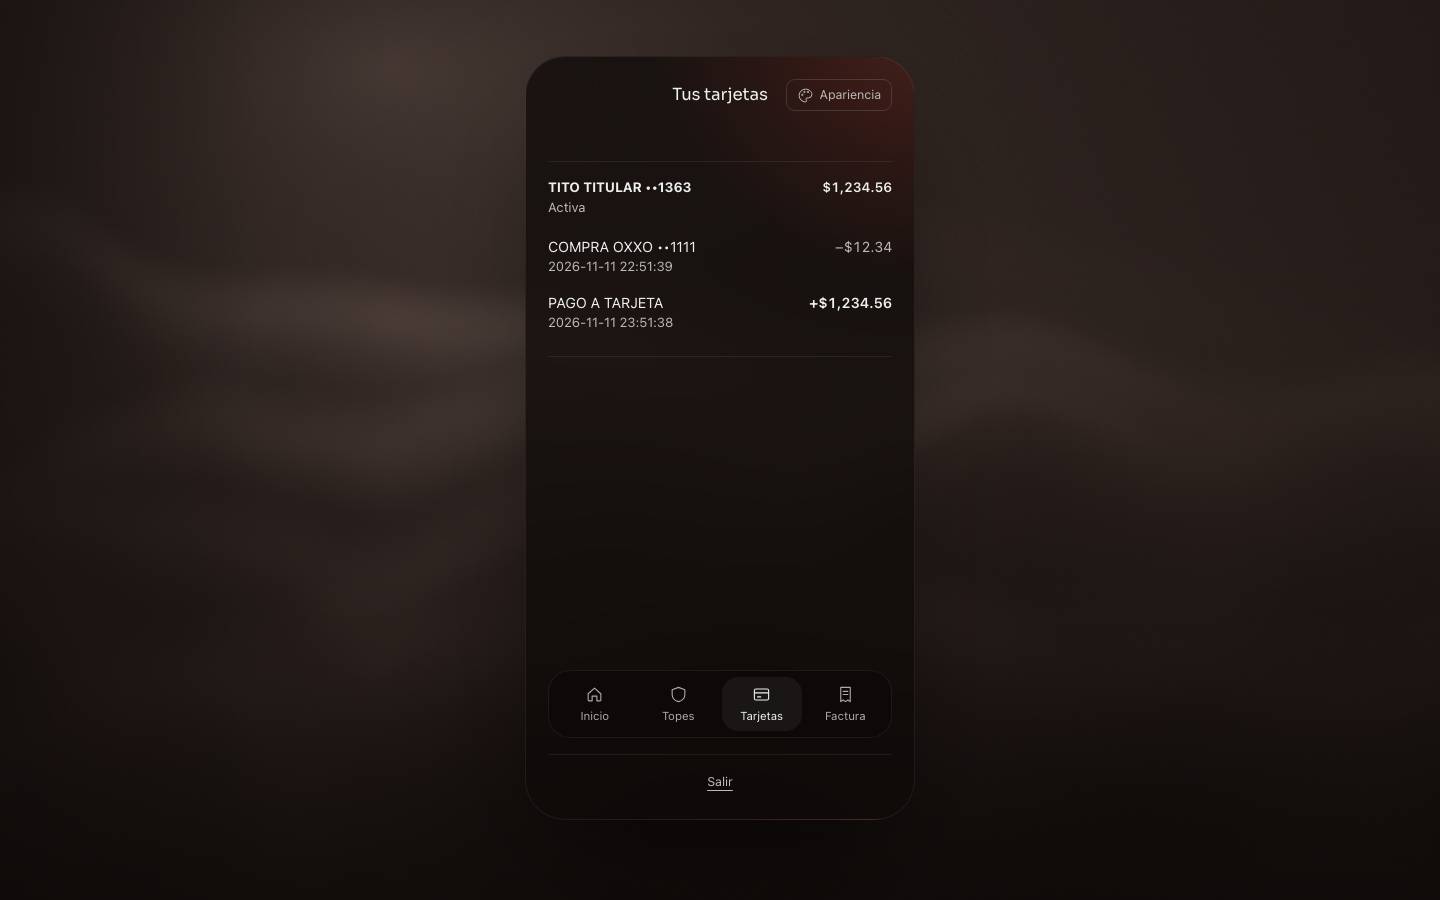 Tus tarjetas
Apariencia
TITO TITULAR ••1363 $1,234.56
Activa
COMPRA OXXO ••1111 −$12.34
2026-11-11 22:51:39
PAGO A TARJETA +$1,234.56
2026-11-11 23:51:38
Inicio Topes Tarjetas Factura
Salir